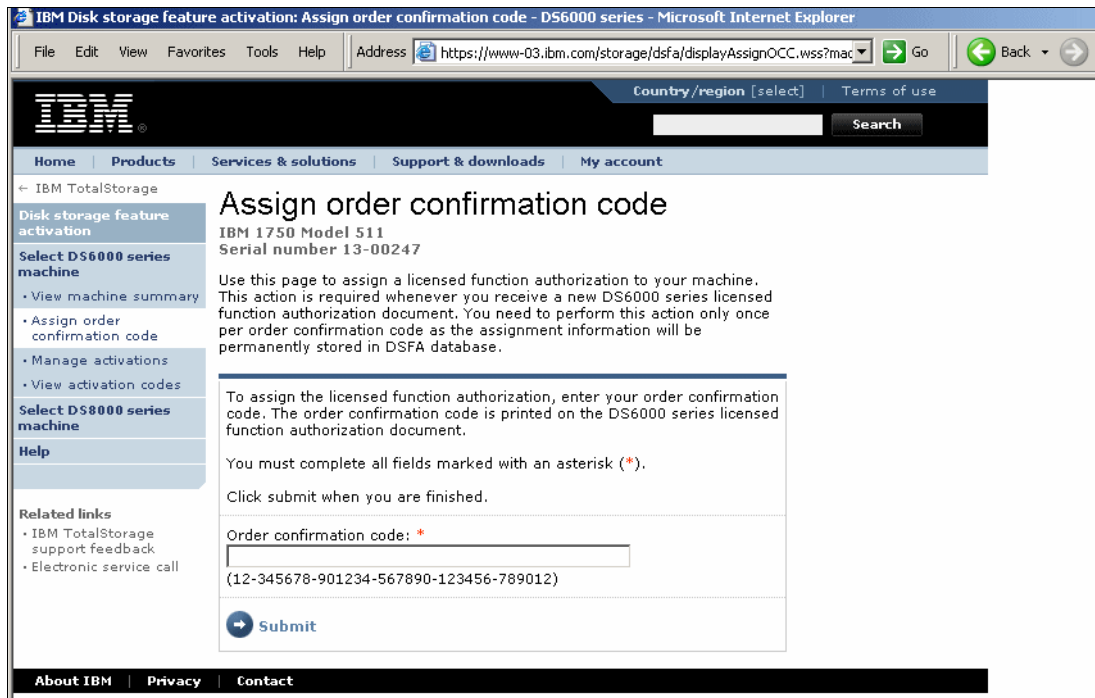 IBM Disk storage feature activation: Assign order confirmation code - DS6000 series - Microsoft Internet Explorer
File Edit View Favorites Tools Help Address https://www-03.ibm.com/storage/dsfa/displayAssignOCC.wss?mac Go Back
Country/region [select] | Terms of use
IBM®
Search
Home | Products | Services & solutions | Support & downloads | My account
← IBM TotalStorage
Disk storage feature
activation
Select DS6000 series
machine
• View machine summary
• Assign order
confirmation code
• Manage activations
• View activation codes
Select DS8000 series
machine
Help
Related links
• IBM TotalStorage
support feedback
• Electronic service call
Assign order confirmation code
IBM 1750 Model 511
Serial number 13-00247
Use this page to assign a licensed function authorization to your machine.
This action is required whenever you receive a new DS6000 series licensed
function authorization document. You need to perform this action only once
per order confirmation code as the assignment information will be
permanently stored in DSFA database.
To assign the licensed function authorization, enter your order confirmation
code. The order confirmation code is printed on the DS6000 series licensed
function authorization document.
You must complete all fields marked with an asterisk (*).
Click submit when you are finished.
Order confirmation code: *
(12-345678-901234-567890-123456-789012)
Submit
About IBM | Privacy | Contact